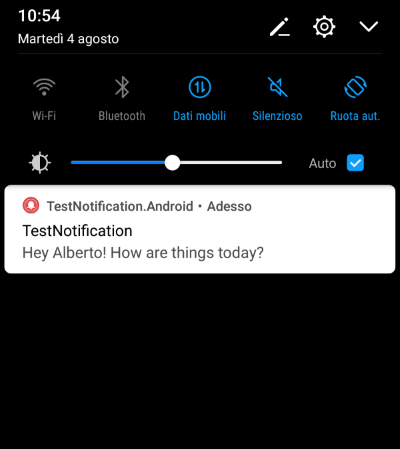 10:54
Martedì 4 agosto
Wi-Fi Bluetooth Dati mobili Silenzioso Ruota aut.
Auto
TestNotification.Android • Adesso
TestNotification
Hey Alberto! How are things today?